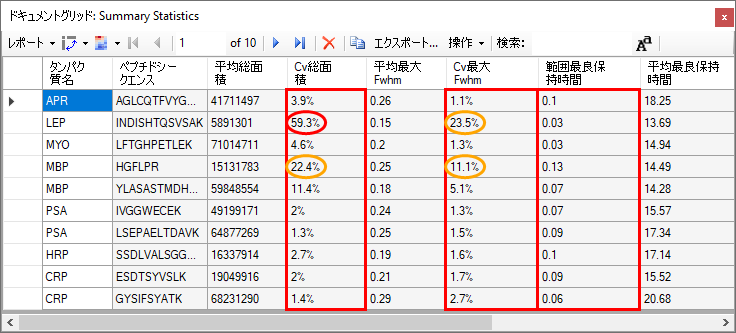 ドキュメントグリッド: Summary Statistics
レポート 1 of 10 エクスポート... 操作 検索: Aa
タンパク質名 ペプチドシークエンス 平均総面積 Cv総面積 平均最大Fwhm Cv最大Fwhm 範囲最良保持時間 平均最良保持時間
APR AGLCQTFVYG... 41711497 3.9% 0.26 1.1% 0.1 18.25
LEP INDISHTQSVSAK 5891301 59.3% 0.15 23.5% 0.03 13.69
MYO LFTGHPETLEK 71014711 4.6% 0.2 1.3% 0.03 14.94
MBP HGFLPR 15131783 22.4% 0.25 11.1% 0.13 14.49
MBP YLASASTMDH... 59848554 11.4% 0.18 5.1% 0.07 14.28
PSA IVGGWECEK 49199171 2% 0.24 1.3% 0.07 15.57
PSA LSEPAELTDAVK 64877269 1.3% 0.25 1.5% 0.09 17.34
HRP SSDLVALSGG... 16337914 2.7% 0.19 1.6% 0.1 17.14
CRP ESDTSYVSLK 19049916 2% 0.21 1.7% 0.09 15.52
CRP GYSIFSYATK 68231290 1.4% 0.29 2.7% 0.06 20.68